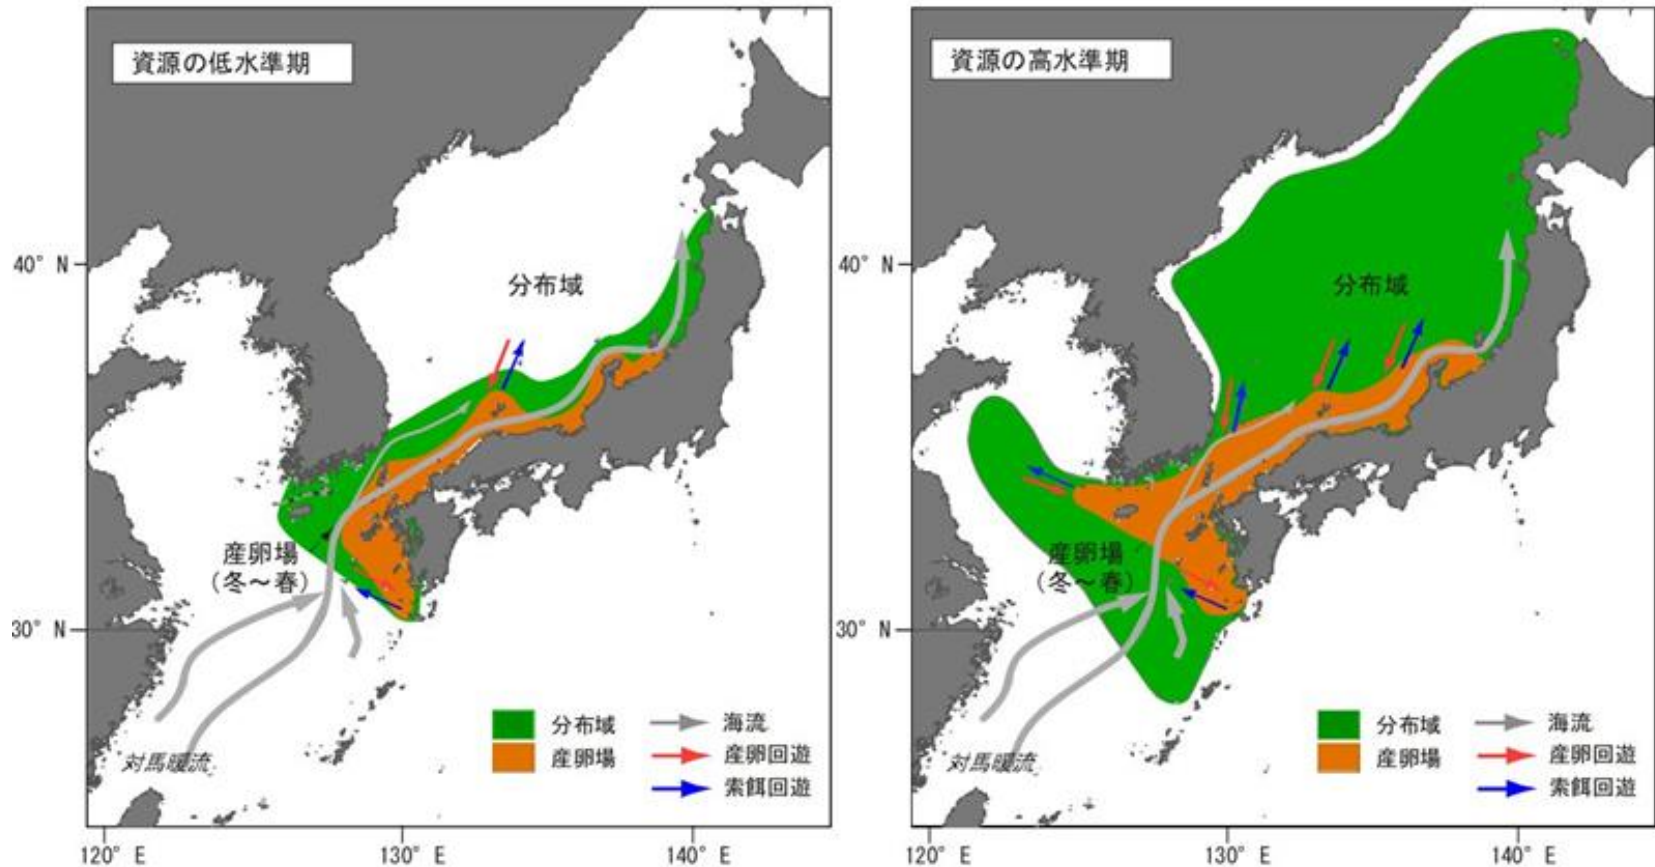 資源の低水準期
40° N
30° N
分布域
産卵場
(冬～春)
対馬暖流
分布域
産卵場
海流
産卵回遊
索餌回遊
120° E
130° E
140° E
資源の高水準期
40° N
30° N
分布域
産卵場
(冬～春)
対馬暖流
分布域
産卵場
海流
産卵回遊
索餌回遊
120° E
130° E
140° E